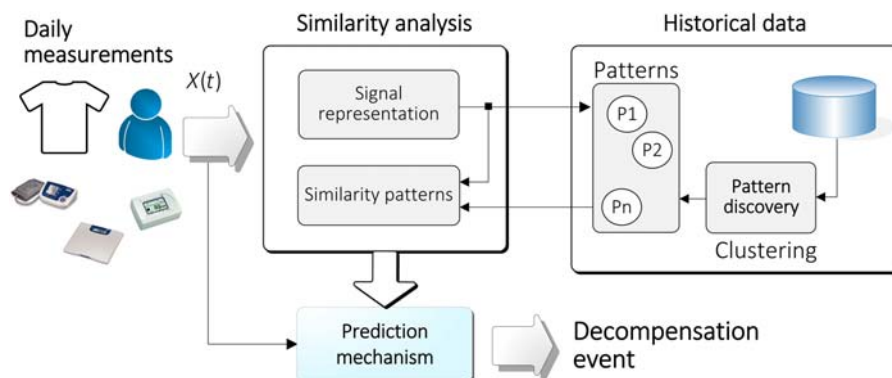 Daily
measurements
X(t)
Similarity analysis
Signal
representation
Similarity patterns
Historical data
Patterns
P1
P2
Pn
Pattern
discovery
Clustering
Prediction
mechanism
Decompensation
event